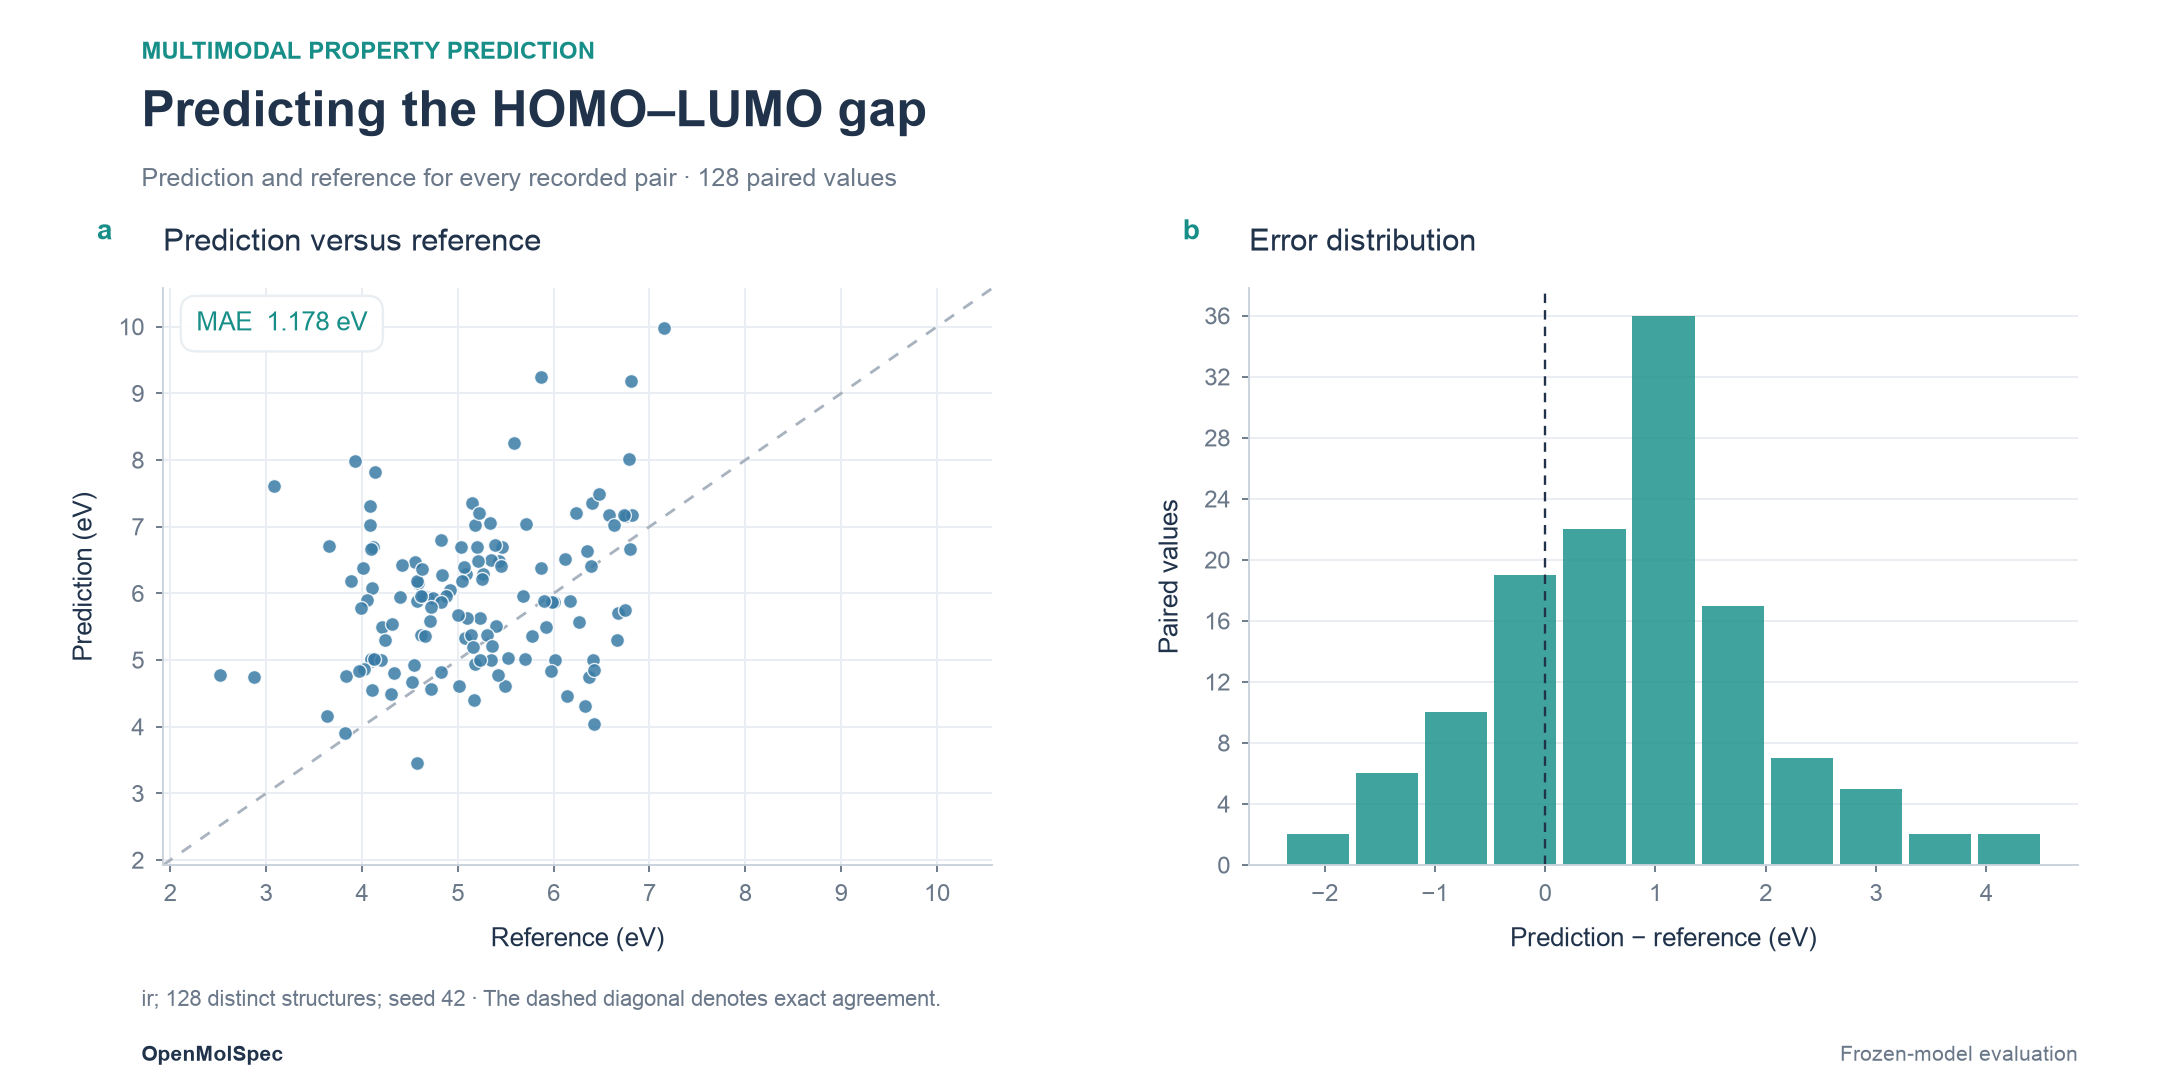 MULTIMODAL PROPERTY PREDICTION
Predicting the HOMO–LUMO gap
Prediction and reference for every recorded pair · 128 paired values
a
Prediction versus reference
MAE 1.178 eV
10
9
8
7
6
5
4
3
2
Prediction (eV)
2 3 4 5 6 7 8 9 10
Reference (eV)
b
Error distribution
36
32
28
24
20
16
12
8
4
0
Paired values
−2 −1 0 1 2 3 4
Prediction − reference (eV)
ir; 128 distinct structures; seed 42 · The dashed diagonal denotes exact agreement.
OpenMolSpec
Frozen-model evaluation